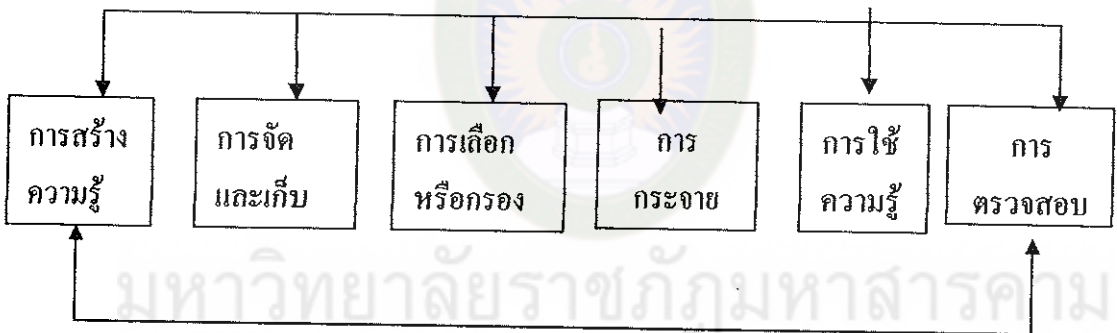 การสร้าง
ความรู้
การจัด
และเก็บ
การเลือก
หรือกรอง
การ
กระจาย
การใช้
ความรู้
การ
ตรวจสอบ
มหาวิทยาลัยราชภัฏมหาสารคาม